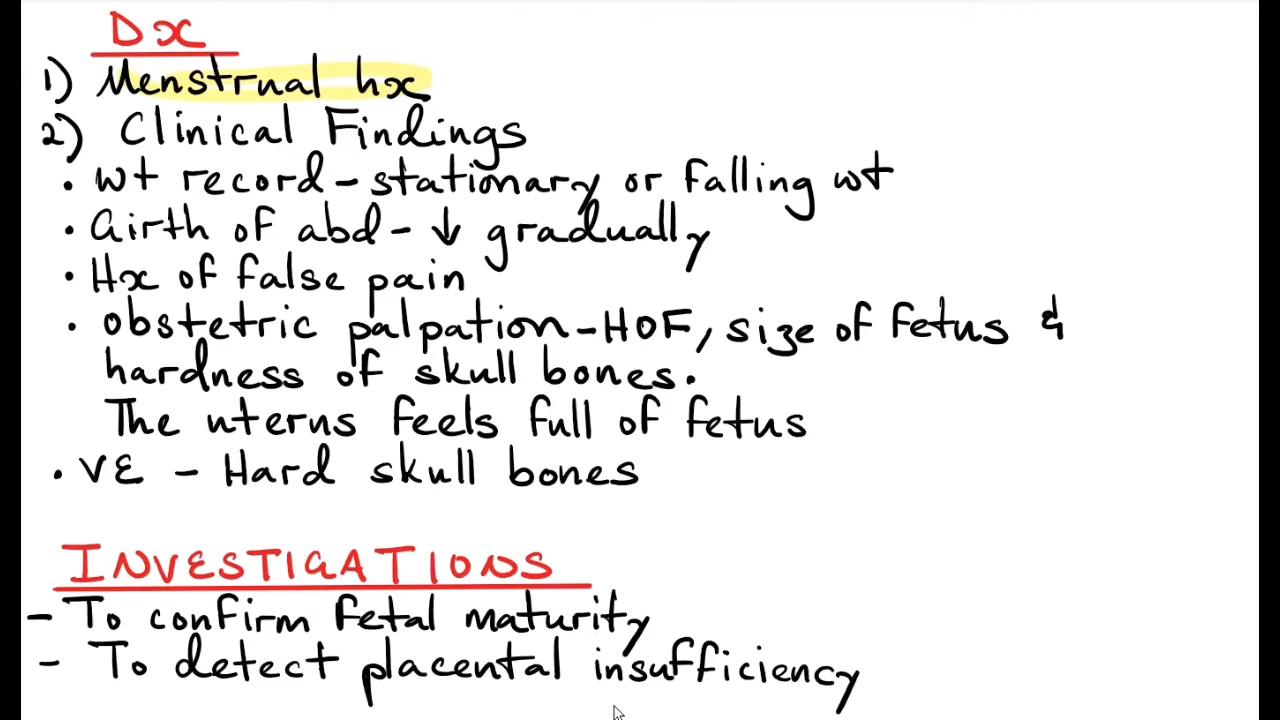 Dx
1) Menstrual hx
2) Clinical Findings
• wt record - stationary or falling wt
• Girth of abd - ↓ gradually
• Hx of false pain
• obstetric palpation - HOF, size of fetus &
hardness of skull bones.
The uterus feels full of fetus
• VE - Hard skull bones
INVESTIGATIONS
- To confirm fetal maturity
- To detect placental insufficiency